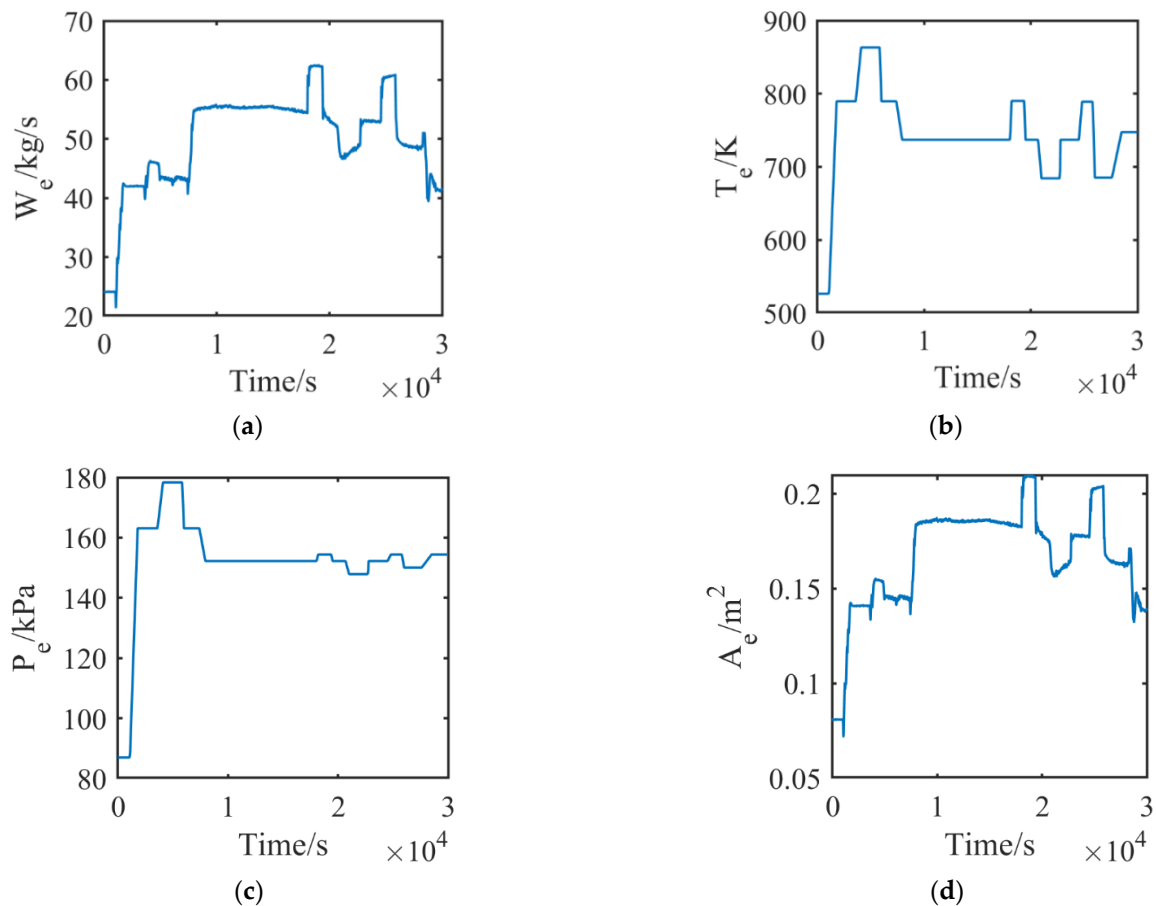 70
60
50
40
30
20
W_e/kg/s
0 1 2 3
Time/s ×10^4
(a)
900
800
700
600
500
T_e/K
0 1 2 3
Time/s ×10^4
(b)
180
160
140
120
100
80
P_e/kPa
0 1 2 3
Time/s ×10^4
(c)
0.2
0.15
0.1
0.05
A_e/m^2
0 1 2 3
Time/s ×10^4
(d)